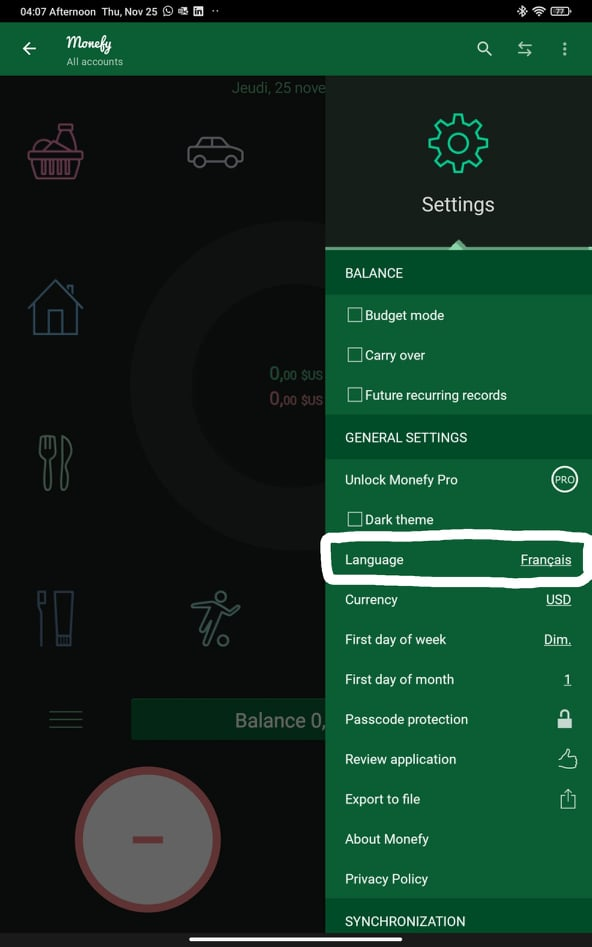 04:07 Afternoon Thu, Nov 25
77
Monefy
All accounts
Jeudi, 25 nove
Settings
BALANCE
Budget mode
Carry over
0,00 $US
0,00 $US
Future recurring records
GENERAL SETTINGS
Unlock Monefy Pro PRO
Dark theme
Language Français
Currency USD
First day of week Dim.
First day of month 1
Passcode protection
Balance 0,
Review application
Export to file
About Monefy
Privacy Policy
SYNCHRONIZATION